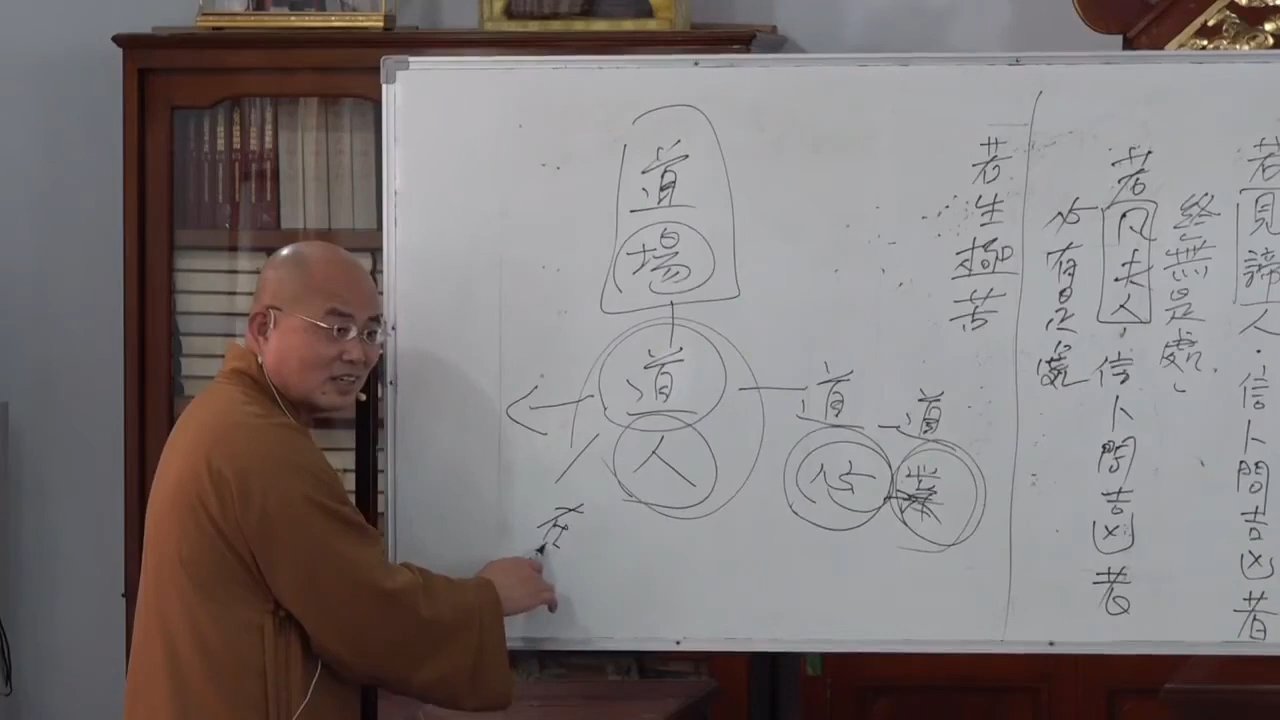 若見諦人．信卜問吉凶者
終無是處、
若凡夫人．信卜問吉凶者
必有是處
若生極苦
道場
道人
道心
道業
在